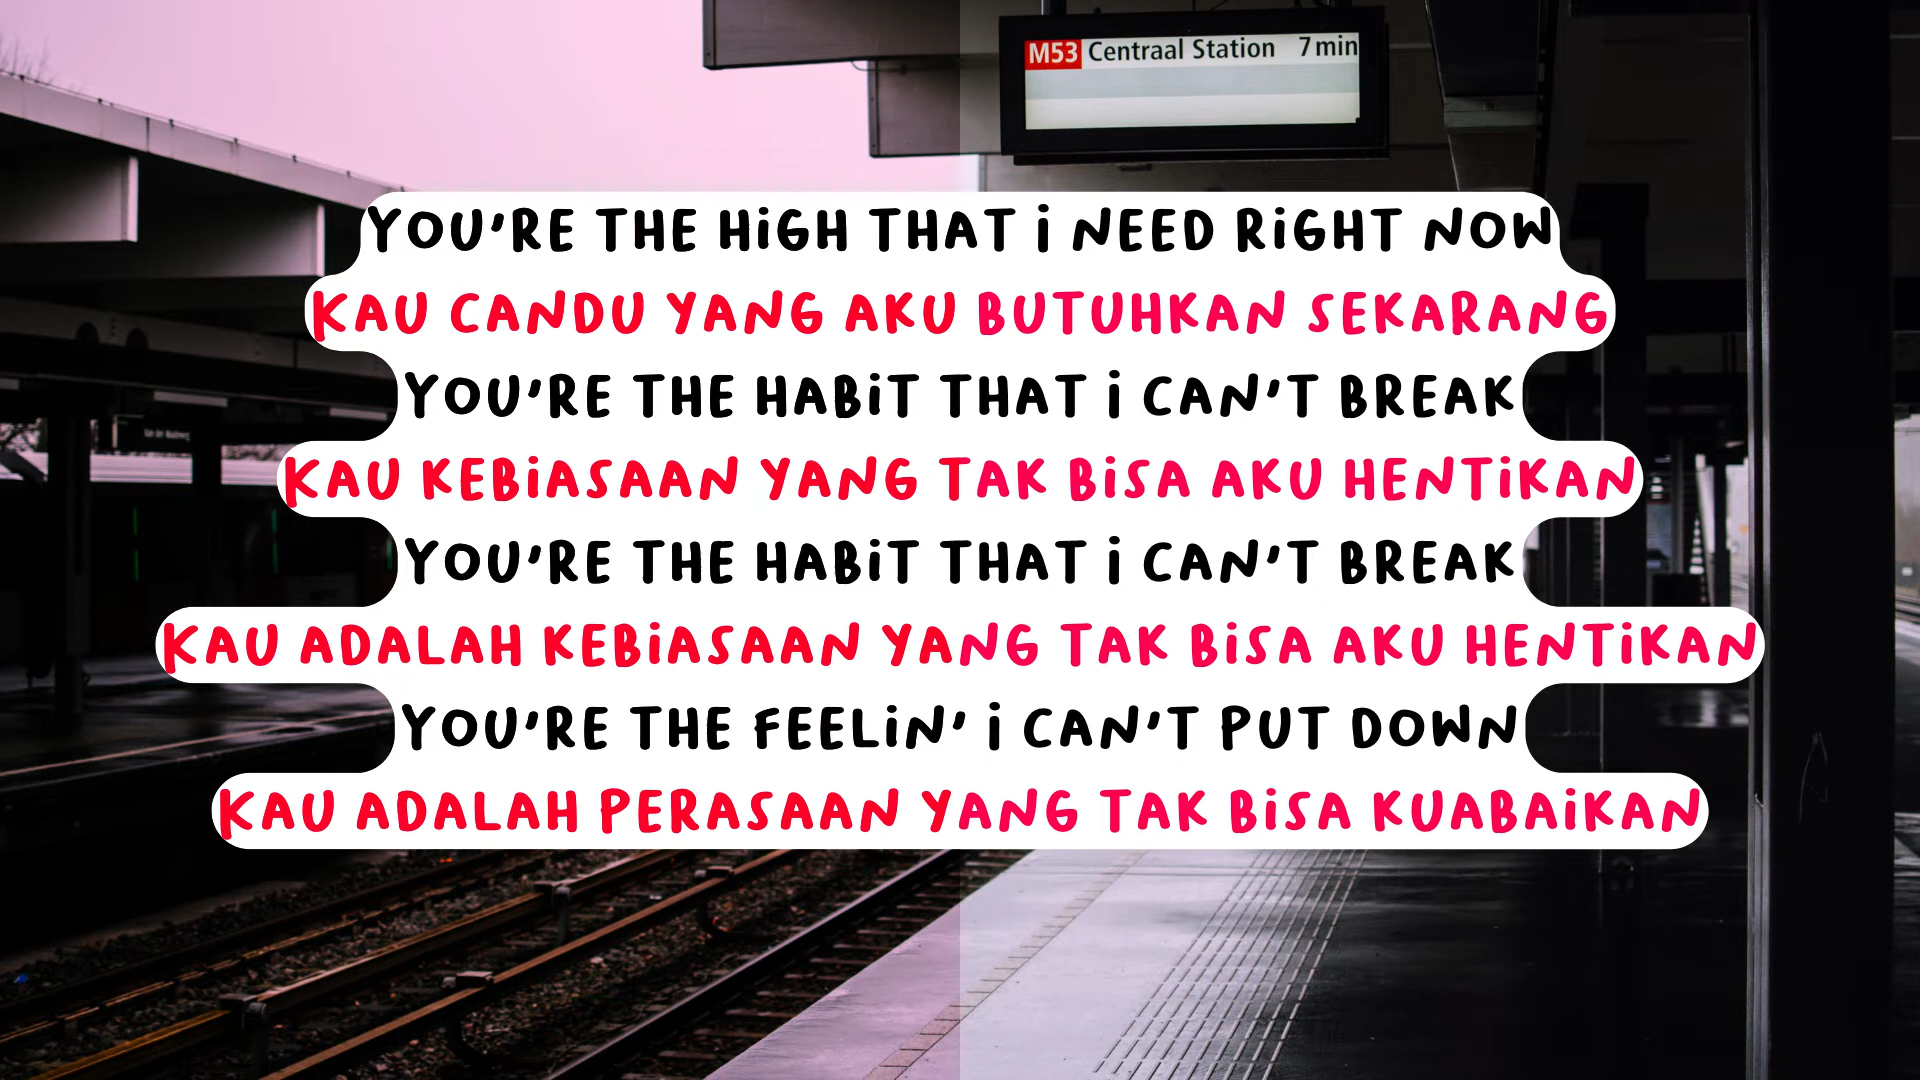 M53 Centraal Station 7 min
YOU'RE THE HiGH THAT i NEED RiGHT NOW
KAU CANDU YANG AKU BUTUHKAN SEKARANG
YOU'RE THE HABiT THAT i CAN'T BREAK
KAU KEBiASAAN YANG TAK BiSA AKU HENTiKAN
YOU'RE THE HABiT THAT i CAN'T BREAK
KAU ADALAH KEBiASAAN YANG TAK BiSA AKU HENTiKAN
YOU'RE THE FEELiN' i CAN'T PUT DOWN
KAU ADALAH PERASAAN YANG TAK BiSA KUABAiKAN